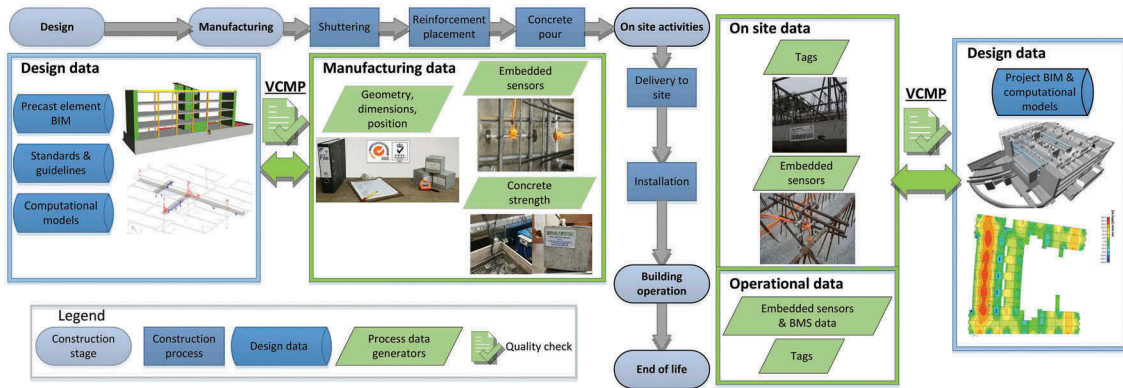 Design
Manufacturing
Shuttering
Reinforcement
placement
Concrete
pour
On site activities
Design data
Precast element
BIM
Standards &
guidelines
Computational
models
VCMP
Manufacturing data
Geometry,
dimensions,
position
Embedded
sensors
Concrete
strength
Delivery to
site
Installation
Building
operation
End of life
On site data
Tags
Embedded
sensors
Operational data
Embedded sensors
& BMS data
Tags
VCMP
Design data
Project BIM &
computational
models
Legend
Construction
stage
Construction
process
Design data
Process data
generators
Quality check